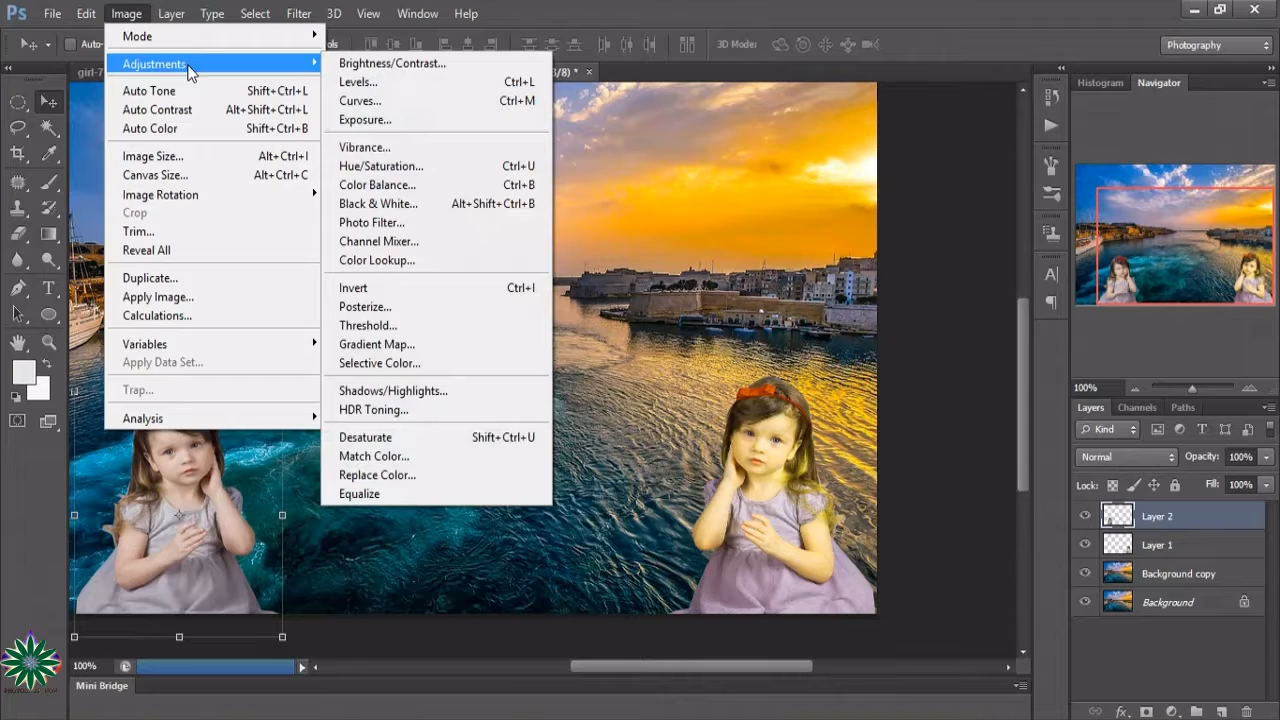 Ps File Edit Image Layer Type Select Filter 3D View Window Help
Mode
Auto-
ols
3D Mode:
Photography
girl-7
3/8) * ×
Adjustments
Auto Tone Shift+Ctrl+L
Auto Contrast Alt+Shift+Ctrl+L
Auto Color Shift+Ctrl+B
Image Size... Alt+Ctrl+I
Canvas Size... Alt+Ctrl+C
Image Rotation
Crop
Trim...
Reveal All
Duplicate...
Apply Image...
Calculations...
Variables
Apply Data Set...
Trap...
Analysis
Brightness/Contrast...
Levels... Ctrl+L
Curves... Ctrl+M
Exposure...
Vibrance...
Hue/Saturation... Ctrl+U
Color Balance... Ctrl+B
Black & White... Alt+Shift+Ctrl+B
Photo Filter...
Channel Mixer...
Color Lookup...
Invert Ctrl+I
Posterize...
Threshold...
Gradient Map...
Selective Color...
Shadows/Highlights...
HDR Toning...
Desaturate Shift+Ctrl+U
Match Color...
Replace Color...
Equalize
Histogram Navigator
100%
Layers Channels Paths
Kind
Normal Opacity: 100%
Lock: Fill: 100%
Layer 2
Layer 1
Background copy
Background
100%
Mini Bridge